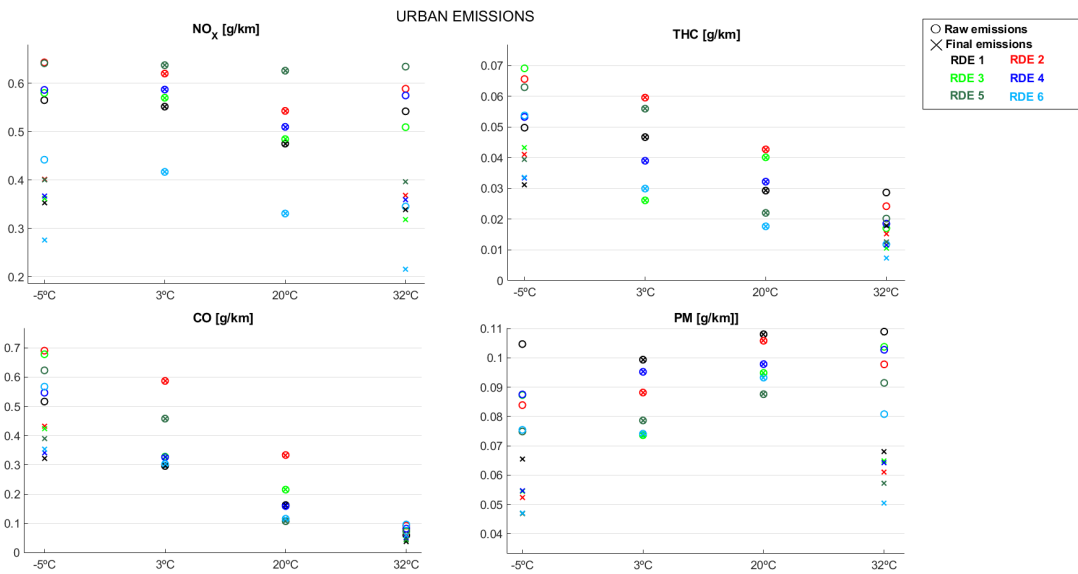 URBAN EMISSIONS
NOX [g/km]
0.6
0.5
0.4
0.3
0.2
-5ºC 3ºC 20ºC 32ºC
THC [g/km]
0.07
0.06
0.05
0.04
0.03
0.02
0.01
0
-5ºC 3ºC 20ºC 32ºC
Raw emissions
Final emissions
RDE 1 RDE 2
RDE 3 RDE 4
RDE 5 RDE 6
CO [g/km]
0.7
0.6
0.5
0.4
0.3
0.2
0.1
0
-5ºC 3ºC 20ºC 32ºC
PM [g/km]]
0.11
0.1
0.09
0.08
0.07
0.06
0.05
0.04
-5ºC 3ºC 20ºC 32ºC